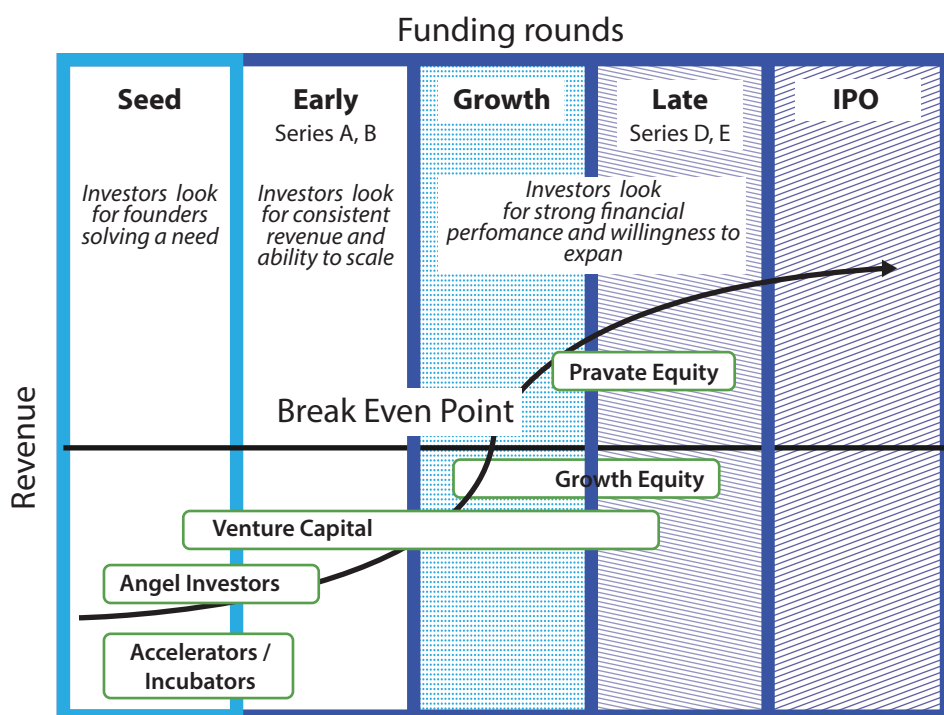 Funding rounds
Seed
Early
Series A, B
Growth
Late
Series D, E
IPO
Investors look
for founders
solving a need
Investors look
for consistent
revenue and
ability to scale
Investors look
for strong financial
perfomance and willingness to
expan
Pravate Equity
Break Even Point
Revenue
Growth Equity
Venture Capital
Angel Investors
Accelerators /
Incubators